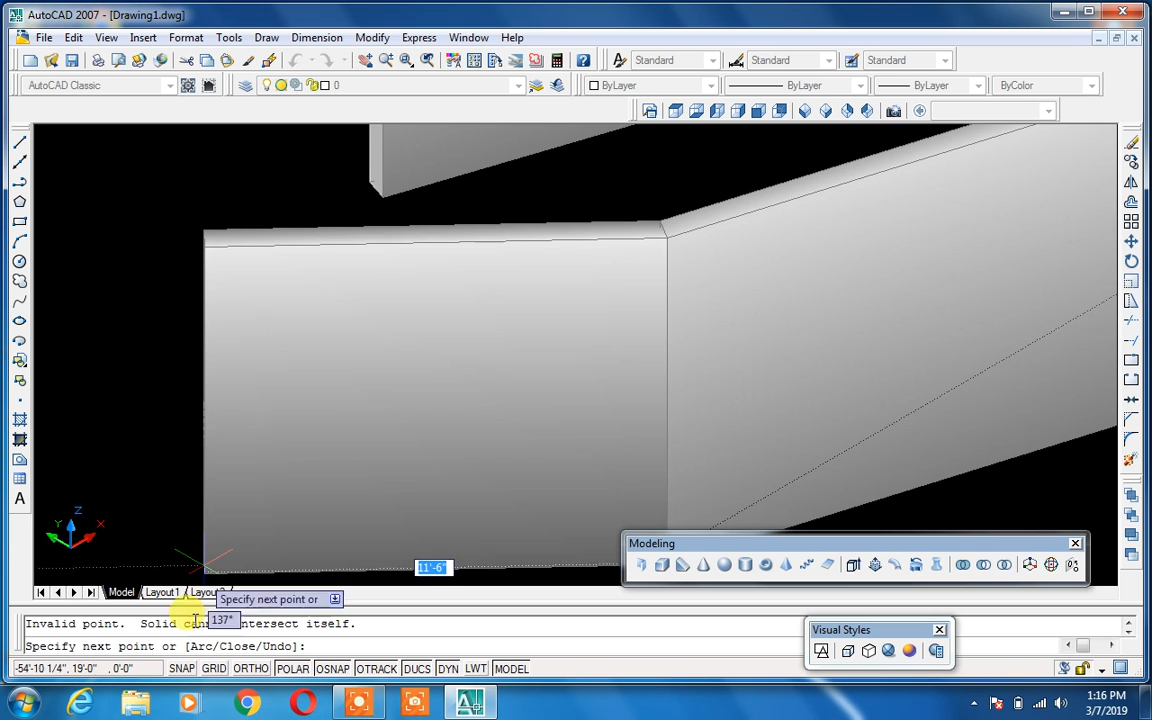 AutoCAD 2007 - [Drawing1.dwg]
File Edit View Insert Format Tools Draw Dimension Modify Express Window Help
Standard Standard Standard
AutoCAD Classic 0 ByLayer ByLayer ByLayer ByColor
A
Z
Y X
Modeling
11'-6"
Model Layout1
Specify next point or
137°
Invalid point. Solid intersect itself.
Visual Styles
Specify next point or [Arc/Close/Undo]:
-54'-10 1/4", 19'-0" , 0'-0" SNAP GRID ORTHO POLAR OSNAP OTRACK DUCS DYN LWT MODEL
1:16 PM
3/7/2019